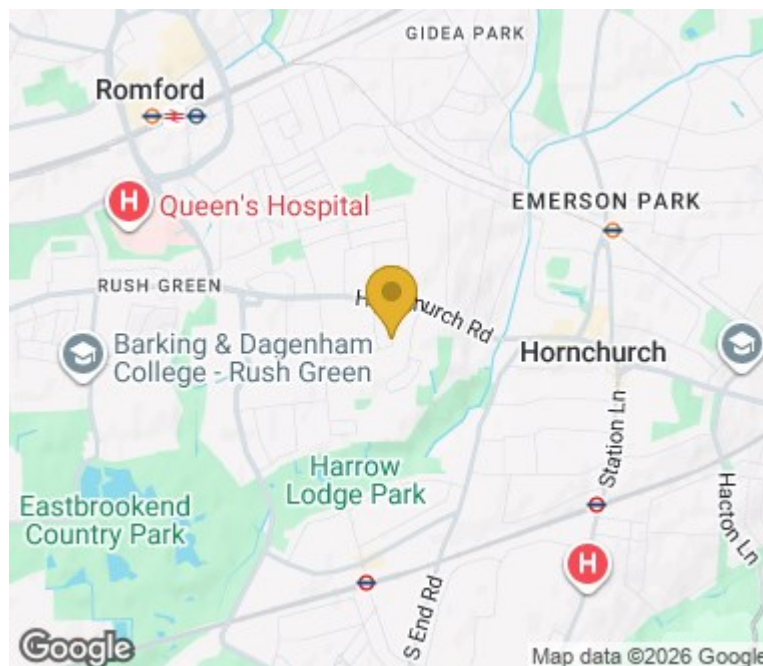 GIDEA PARK
Romford
H
Queen's Hospital
EMERSON PARK
RUSH GREEN
Rd
Barking & Dagenham
College - Rush Green
Hornchurch
Station Ln
Harrow
Lodge Park
Eastbrookend
Country Park
Hacton Ln
H
S End Rd
Google
Map data ©2026 Google